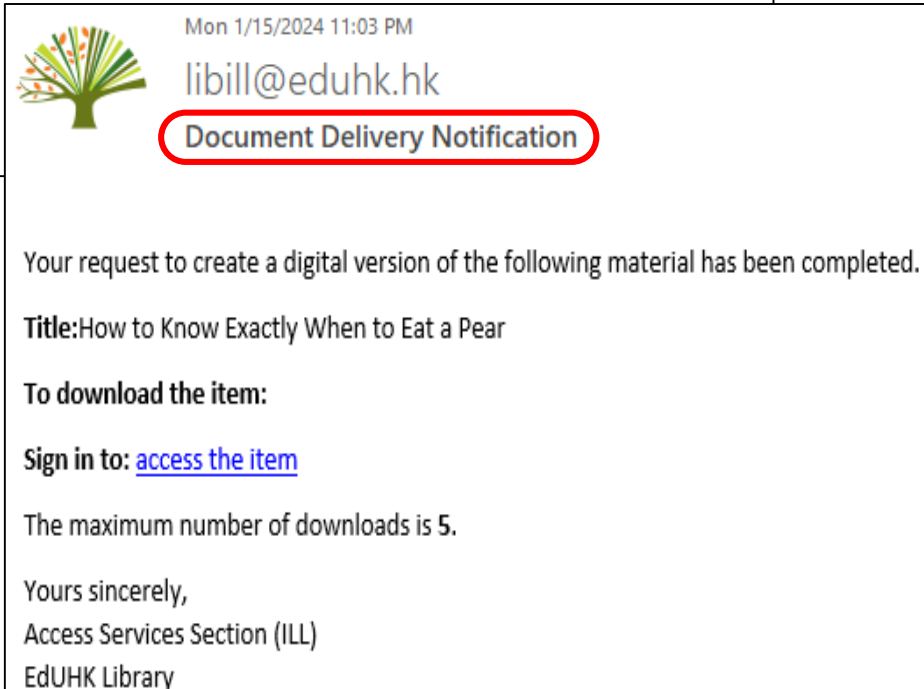 Mon 1/15/2024 11:03 PM
libill@eduhk.hk
Document Delivery Notification
Your request to create a digital version of the following material has been completed.
Title:How to Know Exactly When to Eat a Pear
To download the item:
Sign in to: access the item
The maximum number of downloads is 5.
Yours sincerely,
Access Services Section (ILL)
EdUHK Library